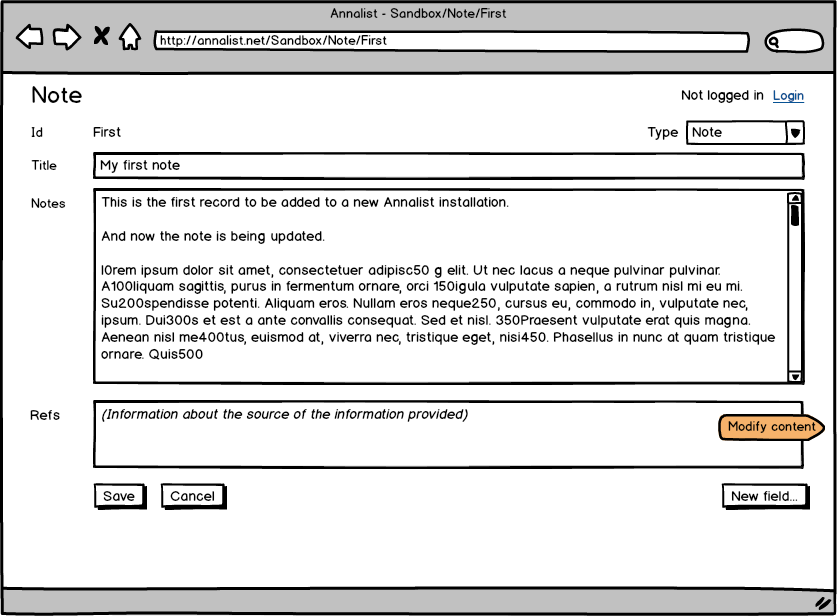 Annalist - Sandbox/Note/First
http://annalist.net/Sandbox/Note/First
Note
Not logged in Login
Id First Type Note
Title My first note
Notes This is the first record to be added to a new Annalist installation.
And now the note is being updated.
l0rem ipsum dolor sit amet, consectetuer adipisc50 g elit. Ut nec lacus a neque pulvinar pulvinar.
A100liquam sagittis, purus in fermentum ornare, orci 150igula vulputate sapien, a rutrum nisl mi eu mi.
Su200spendisse potenti. Aliquam eros. Nullam eros neque250, cursus eu, commodo in, vulputate nec,
ipsum. Dui300s et est a ante convallis consequat. Sed et nisl. 350Praesent vulputate erat quis magna.
Aenean nisl me400tus, euismod at, viverra nec, tristique eget, nisi450. Phasellus in nunc at quam tristique
ornare. Quis500
Refs (Information about the source of the information provided)
Modify content
Save Cancel New field...